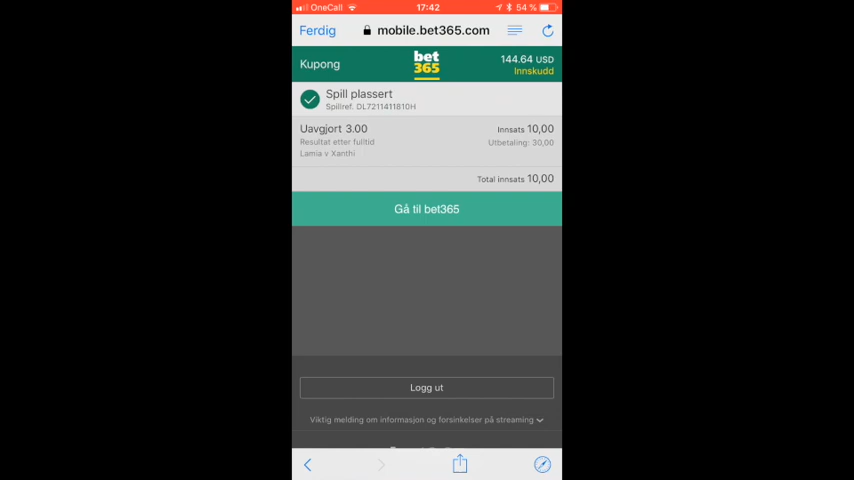 OneCall 17:42 54 %
Ferdig mobile.bet365.com
Kupong bet365 144.64 USD
Innskudd
Spill plassert
Spillref. DL7211411810H
Uavgjort 3.00 Innsats 10,00
Resultat etter fulltid Utbetaling: 30,00
Lamia v Xanthi
Total innsats 10,00
Gå til bet365
Logg ut
Viktig melding om informasjon og forsinkelser på streaming